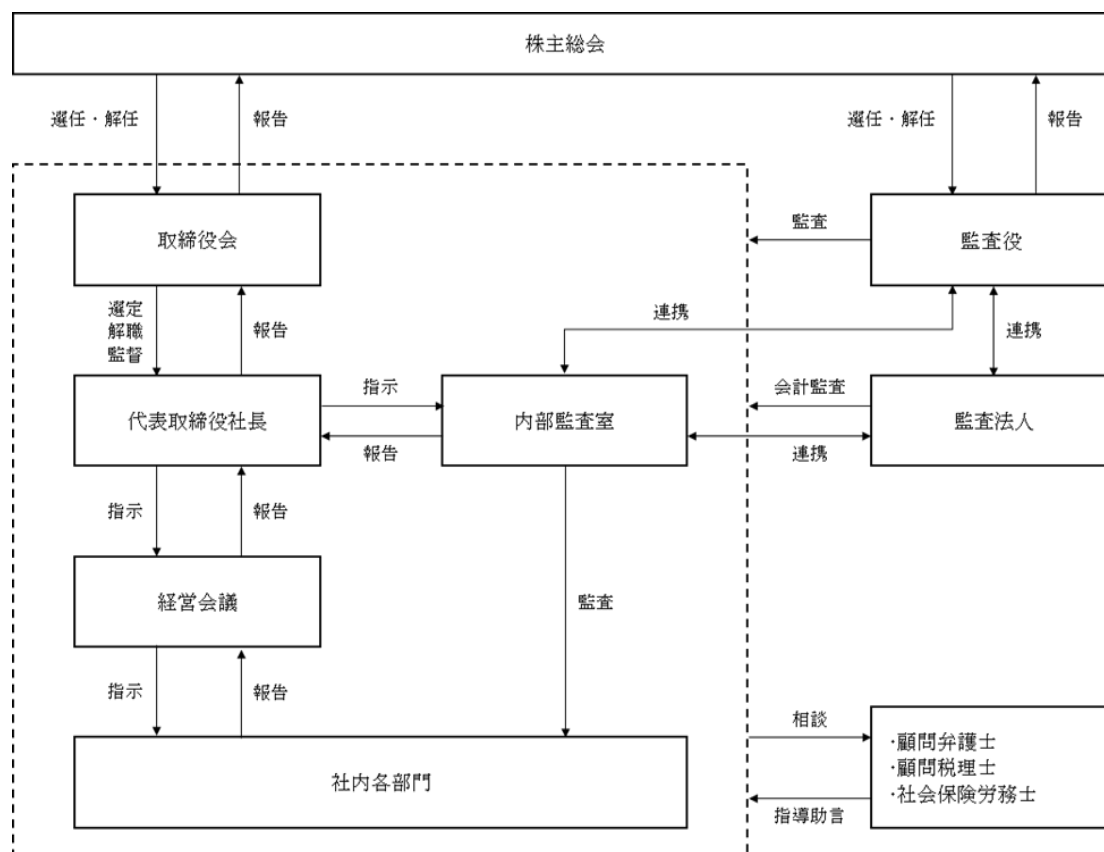 株主総会
選任・解任
報告
選任・解任
報告
取締役会
監査
監査役
選定
解職
監督
報告
連携
連携
代表取締役社長
指示
報告
内部監査室
会計監査
連携
監査法人
指示
報告
経営会議
監査
指示
報告
社内各部門
相談
指導助言
・顧問弁護士
・顧問税理士
・社会保険労務士